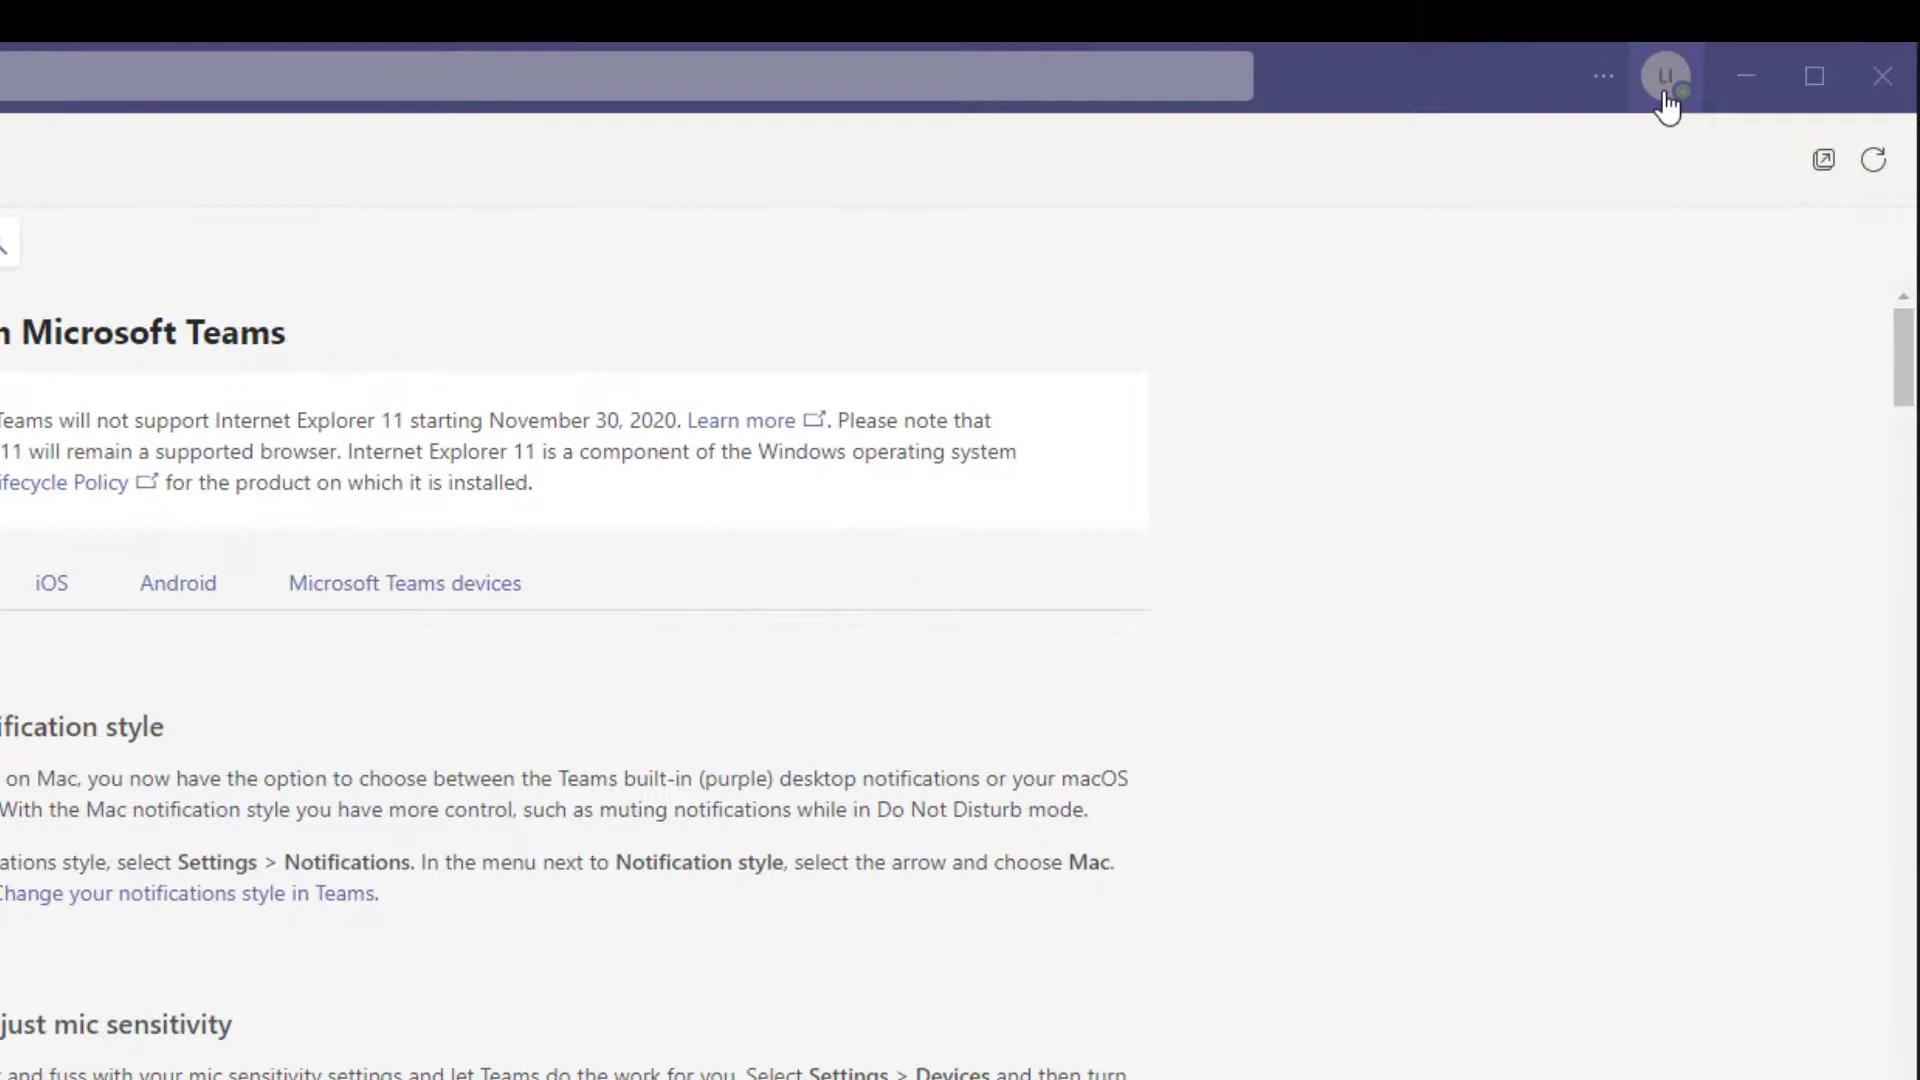 LI
Microsoft Teams
Teams will not support Internet Explorer 11 starting November 30, 2020. Learn more. Please note that
11 will remain a supported browser. Internet Explorer 11 is a component of the Windows operating system
ifecycle Policy for the product on which it is installed.
iOS Android Microsoft Teams devices
ification style
on Mac, you now have the option to choose between the Teams built-in (purple) desktop notifications or your macOS
With the Mac notification style you have more control, such as muting notifications while in Do Not Disturb mode.
ations style, select Settings > Notifications. In the menu next to Notification style, select the arrow and choose Mac.
Change your notifications style in Teams.
just mic sensitivity
and fuss with your mic sensitivity settings and let Teams do the work for you. Select Settings > Devices and then turn